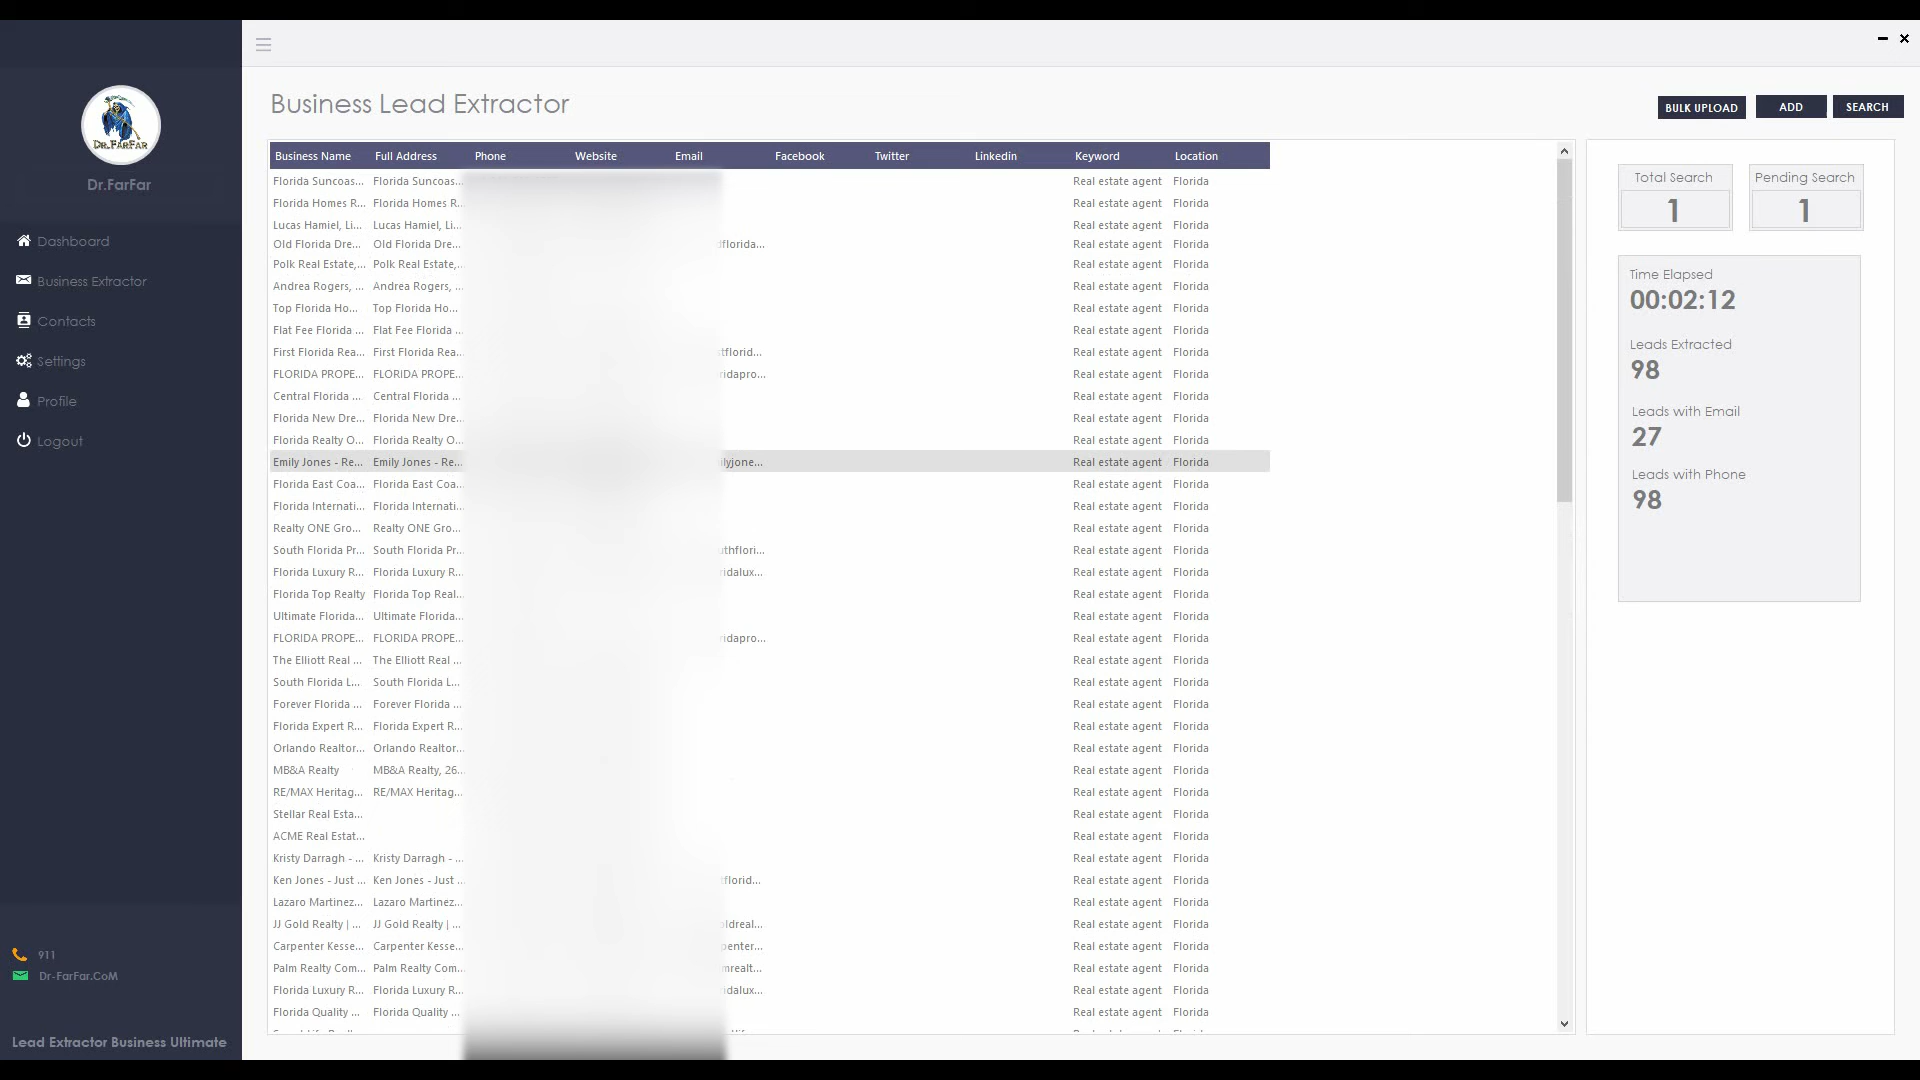 Dr.FarFar
Dr.FarFar
Dashboard
Business Extractor
Contacts
Settings
Profile
Logout
911
Dr-FarFar.CoM
Lead Extractor Business Ultimate
Business Lead Extractor
BULK UPLOAD ADD SEARCH
Business Name Full Address Phone Website Email Facebook Twitter Linkedin Keyword Location
Florida Suncoas... Florida Suncoas... Real estate agent Florida
Florida Homes R... Florida Homes R... Real estate agent Florida
Lucas Hamiel, Li... Lucas Hamiel, Li... Real estate agent Florida
Old Florida Dre... Old Florida Dre... dflorida... Real estate agent Florida
Polk Real Estate,... Polk Real Estate,... Real estate agent Florida
Andrea Rogers, ... Andrea Rogers, ... Real estate agent Florida
Top Florida Ho... Top Florida Ho... Real estate agent Florida
Flat Fee Florida ... Flat Fee Florida ... Real estate agent Florida
First Florida Rea... First Florida Rea... stflorid... Real estate agent Florida
FLORIDA PROPE... FLORIDA PROPE... ridapro... Real estate agent Florida
Central Florida ... Central Florida ... Real estate agent Florida
Florida New Dre... Florida New Dre... Real estate agent Florida
Florida Realty O... Florida Realty O... Real estate agent Florida
Emily Jones - Re... Emily Jones - Re... ilyjone... Real estate agent Florida
Florida East Coa... Florida East Coa... Real estate agent Florida
Florida Internati... Florida Internati... Real estate agent Florida
Realty ONE Gro... Realty ONE Gro... Real estate agent Florida
South Florida Pr... South Florida Pr... uthflori... Real estate agent Florida
Florida Luxury R... Florida Luxury R... ridalux... Real estate agent Florida
Florida Top Realty Florida Top Real... Real estate agent Florida
Ultimate Florida... Ultimate Florida... Real estate agent Florida
FLORIDA PROPE... FLORIDA PROPE... ridapro... Real estate agent Florida
The Elliott Real ... The Elliott Real ... Real estate agent Florida
South Florida L... South Florida L... Real estate agent Florida
Forever Florida ... Forever Florida ... Real estate agent Florida
Florida Expert R... Florida Expert R... Real estate agent Florida
Orlando Realtor... Orlando Realtor... Real estate agent Florida
MB&A Realty MB&A Realty, 26... Real estate agent Florida
RE/MAX Heritag... RE/MAX Heritag... Real estate agent Florida
Stellar Real Esta... Real estate agent Florida
ACME Real Estat... Real estate agent Florida
Kristy Darragh - ... Kristy Darragh - ... Real estate agent Florida
Ken Jones - Just ... Ken Jones - Just ... tflorid... Real estate agent Florida
Lazaro Martinez... Lazaro Martinez... Real estate agent Florida
JJ Gold Realty | ... JJ Gold Realty | ... oldreal... Real estate agent Florida
Carpenter Kesse... Carpenter Kesse... penter... Real estate agent Florida
Palm Realty Com... Palm Realty Com... mrealt... Real estate agent Florida
Florida Luxury R... Florida Luxury R... ridalux... Real estate agent Florida
Florida Quality ... Florida Quality ... Real estate agent Florida
Total Search
1
Pending Search
1
Time Elapsed
00:02:12
Leads Extracted
98
Leads with Email
27
Leads with Phone
98